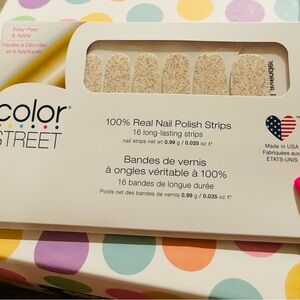 Easy Peel
& Apply
Faciles à Décoller
et à Appliquer
color
STREET
100% Real Nail Polish Strips
16 long-lasting strips
nail strips net wt 0.99 g / 0.035 oz ℮
Made in USA
Fabriquées aux
ÉTATS-UNIS
Bandes de vernis
à ongles véritable à 100%
16 bandes de longue durée
Poids net des bandes de vernis 0.99 g / 0.035 oz ℮